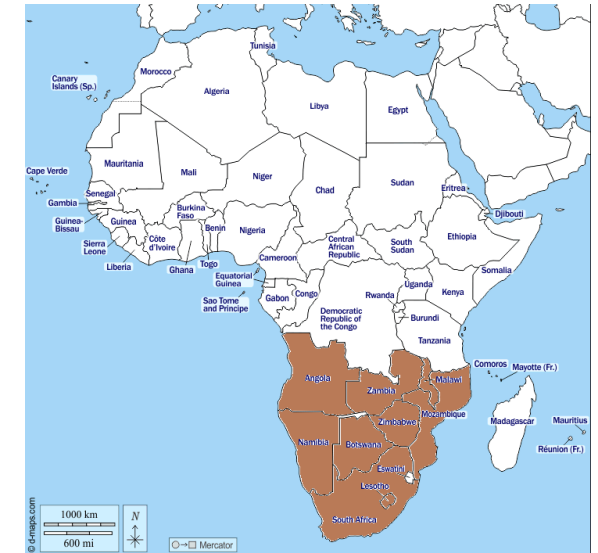 Tunisia
Morocco
Canary
Islands (Sp.)
Algeria
Libya
Egypt
Cape Verde
Mauritania
Mali
Niger
Chad
Sudan
Eritrea
Senegal
Gambia
Guinea-
Bissau
Guinea
Burkina
Faso
Benin
Nigeria
Djibouti
Sierra
Leone
Côte
d'Ivoire
Liberia
Ghana
Togo
Cameroon
Central
African
Republic
South
Sudan
Ethiopia
Somalia
Equatorial
Guinea
Sao Tome
and Principe
Gabon
Congo
Democratic
Republic of
the Congo
Rwanda
Uganda
Kenya
Burundi
Tanzania
Comoros
Mayotte (Fr.)
Angola
Zambia
Malawi
Mozambique
Zimbabwe
Namibia
Botswana
Madagascar
Mauritius
Réunion (Fr.)
Eswatini
Lesotho
South Africa
© d-maps.com
1000 km
600 mi
N
Mercator